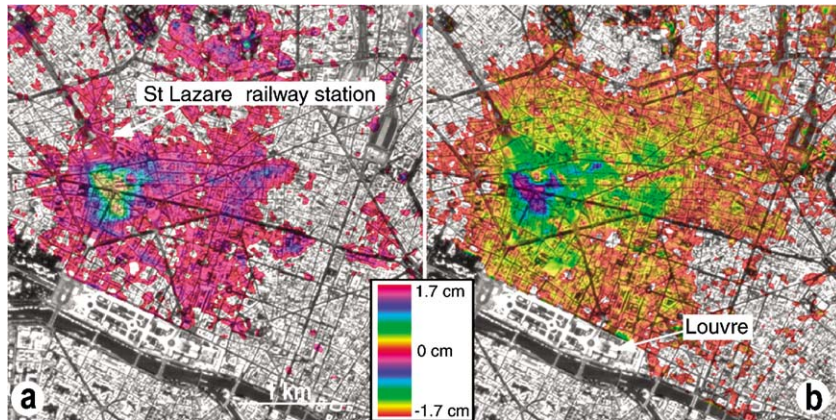 St Lazare railway station
1.7 cm
0 cm
-1.7 cm
Louvre
a
1 km
b